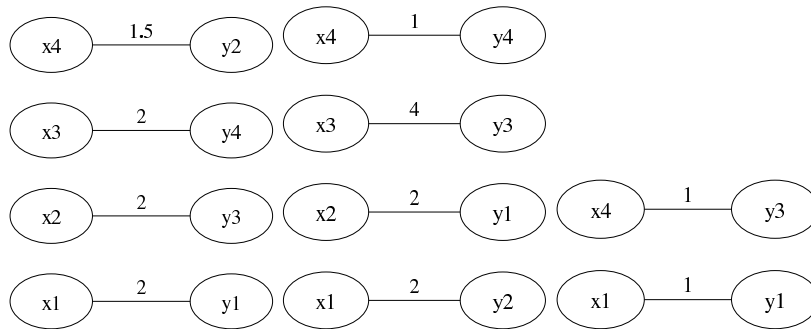 x4 1.5 y2 x4 1 y4
x3 2 y4 x3 4 y3
x2 2 y3 x2 2 y1 x4 1 y3
x1 2 y1 x1 2 y2 x1 1 y1